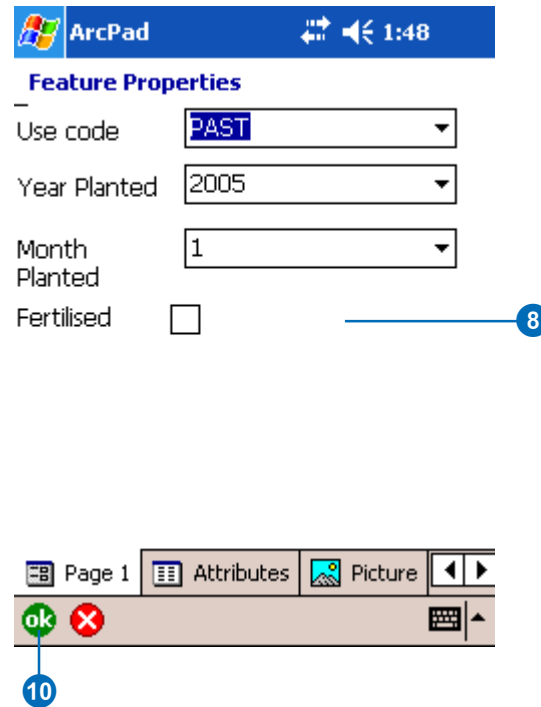 ArcPad 1:48
Feature Properties
Use code PAST
Year Planted 2005
Month Planted 1
Fertilised
8
Page 1 Attributes Picture
ok
10